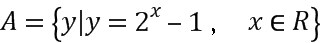 A = {y|y = 2^x − 1 ,   x ∈ R}